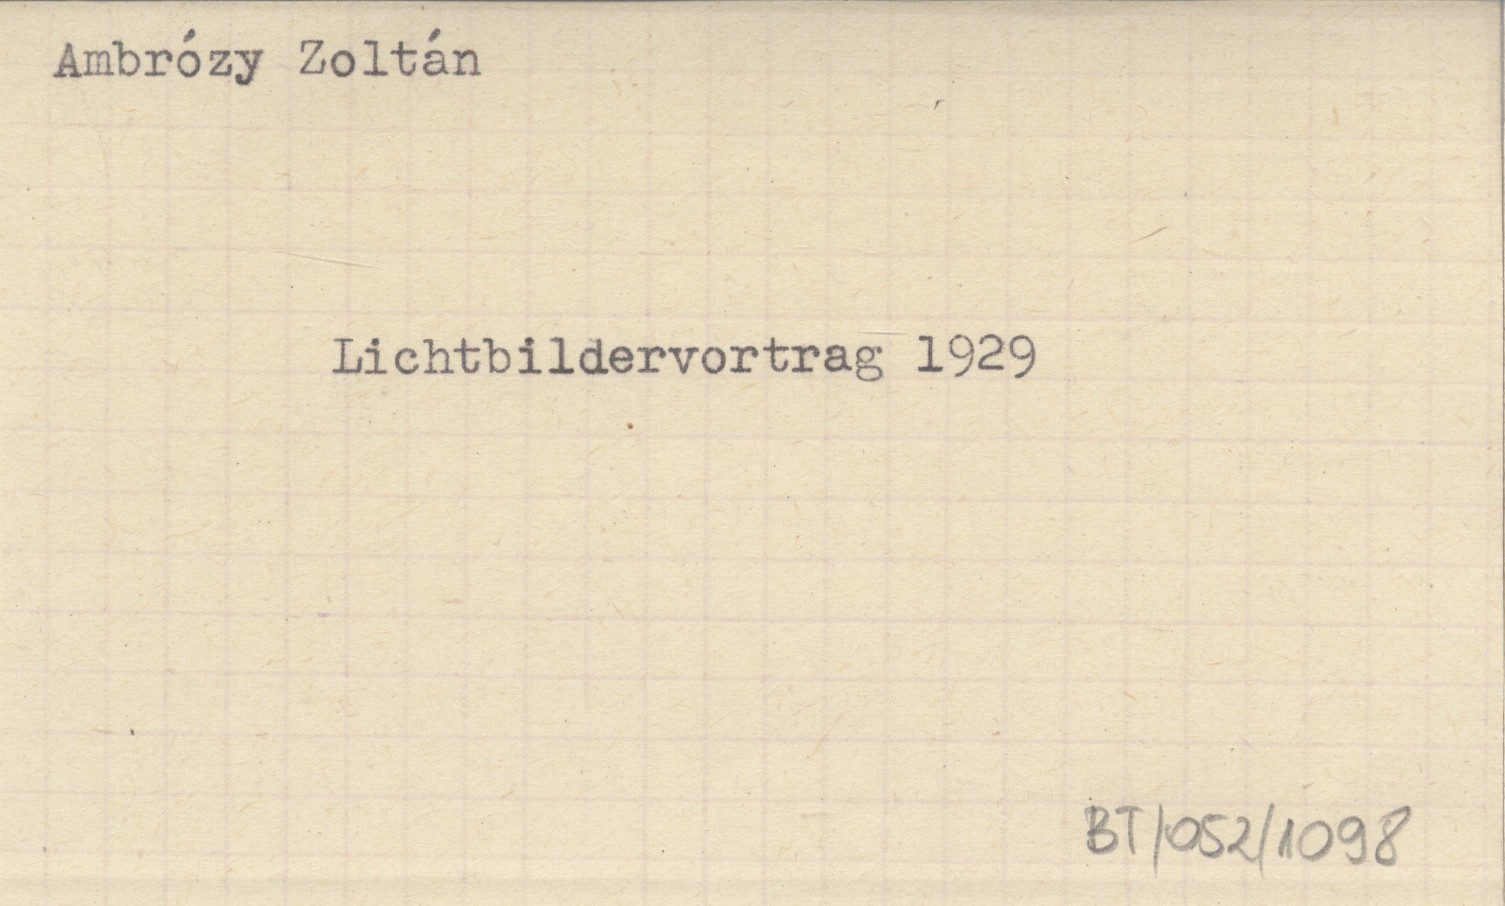 Ambrózy Zoltán
Lichtbildervortrag 1929
BT/052/1098